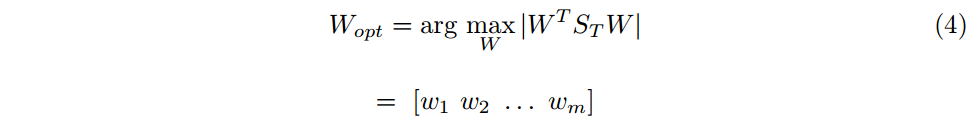 W_{opt} = arg max_W |W^T S_T W| (4)
= [w_1 w_2 … w_m]